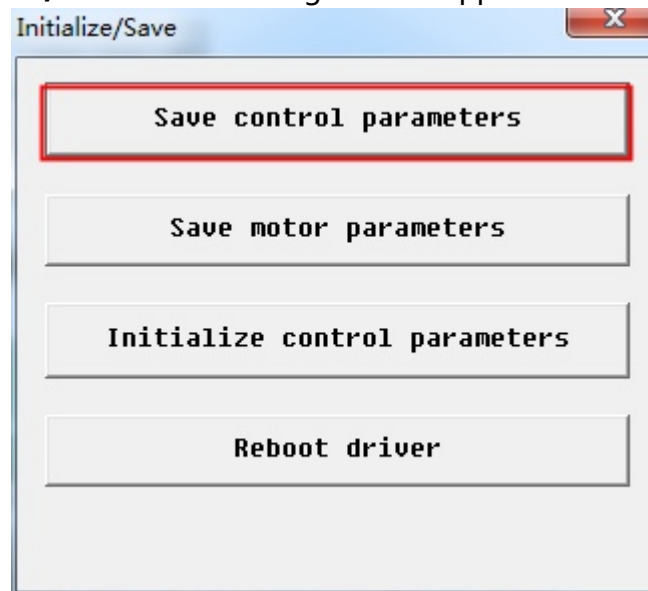 Initialize/Save
X
Save control parameters
Save motor parameters
Initialize control parameters
Reboot driver